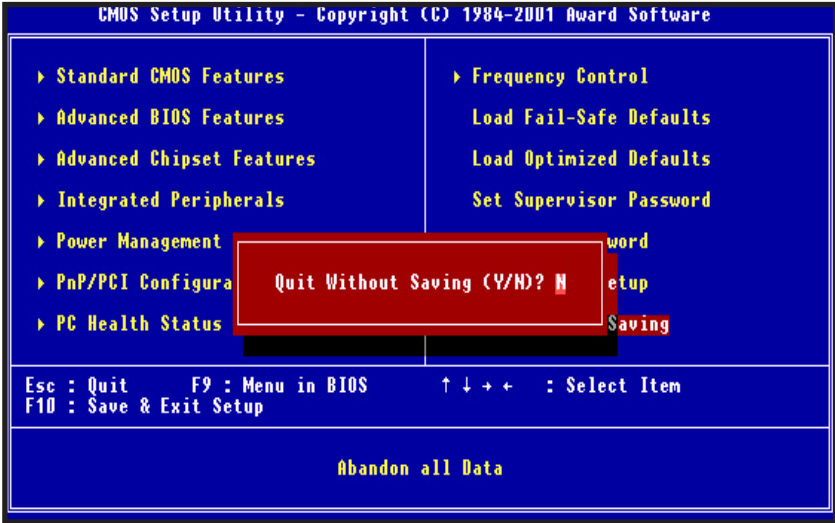 CMOS Setup Utility - Copyright (C) 1984-2001 Award Software
Standard CMOS Features
Advanced BIOS Features
Advanced Chipset Features
Integrated Peripherals
Power Management
PnP/PCI Configura
PC Health Status
Frequency Control
Load Fail-Safe Defaults
Load Optimized Defaults
Set Supervisor Password
word
etup
Saving
Quit Without Saving (Y/N)? N
Esc : Quit F9 : Menu in BIOS ↑ ↓ → ← : Select Item
F10 : Save & Exit Setup
Abandon all Data